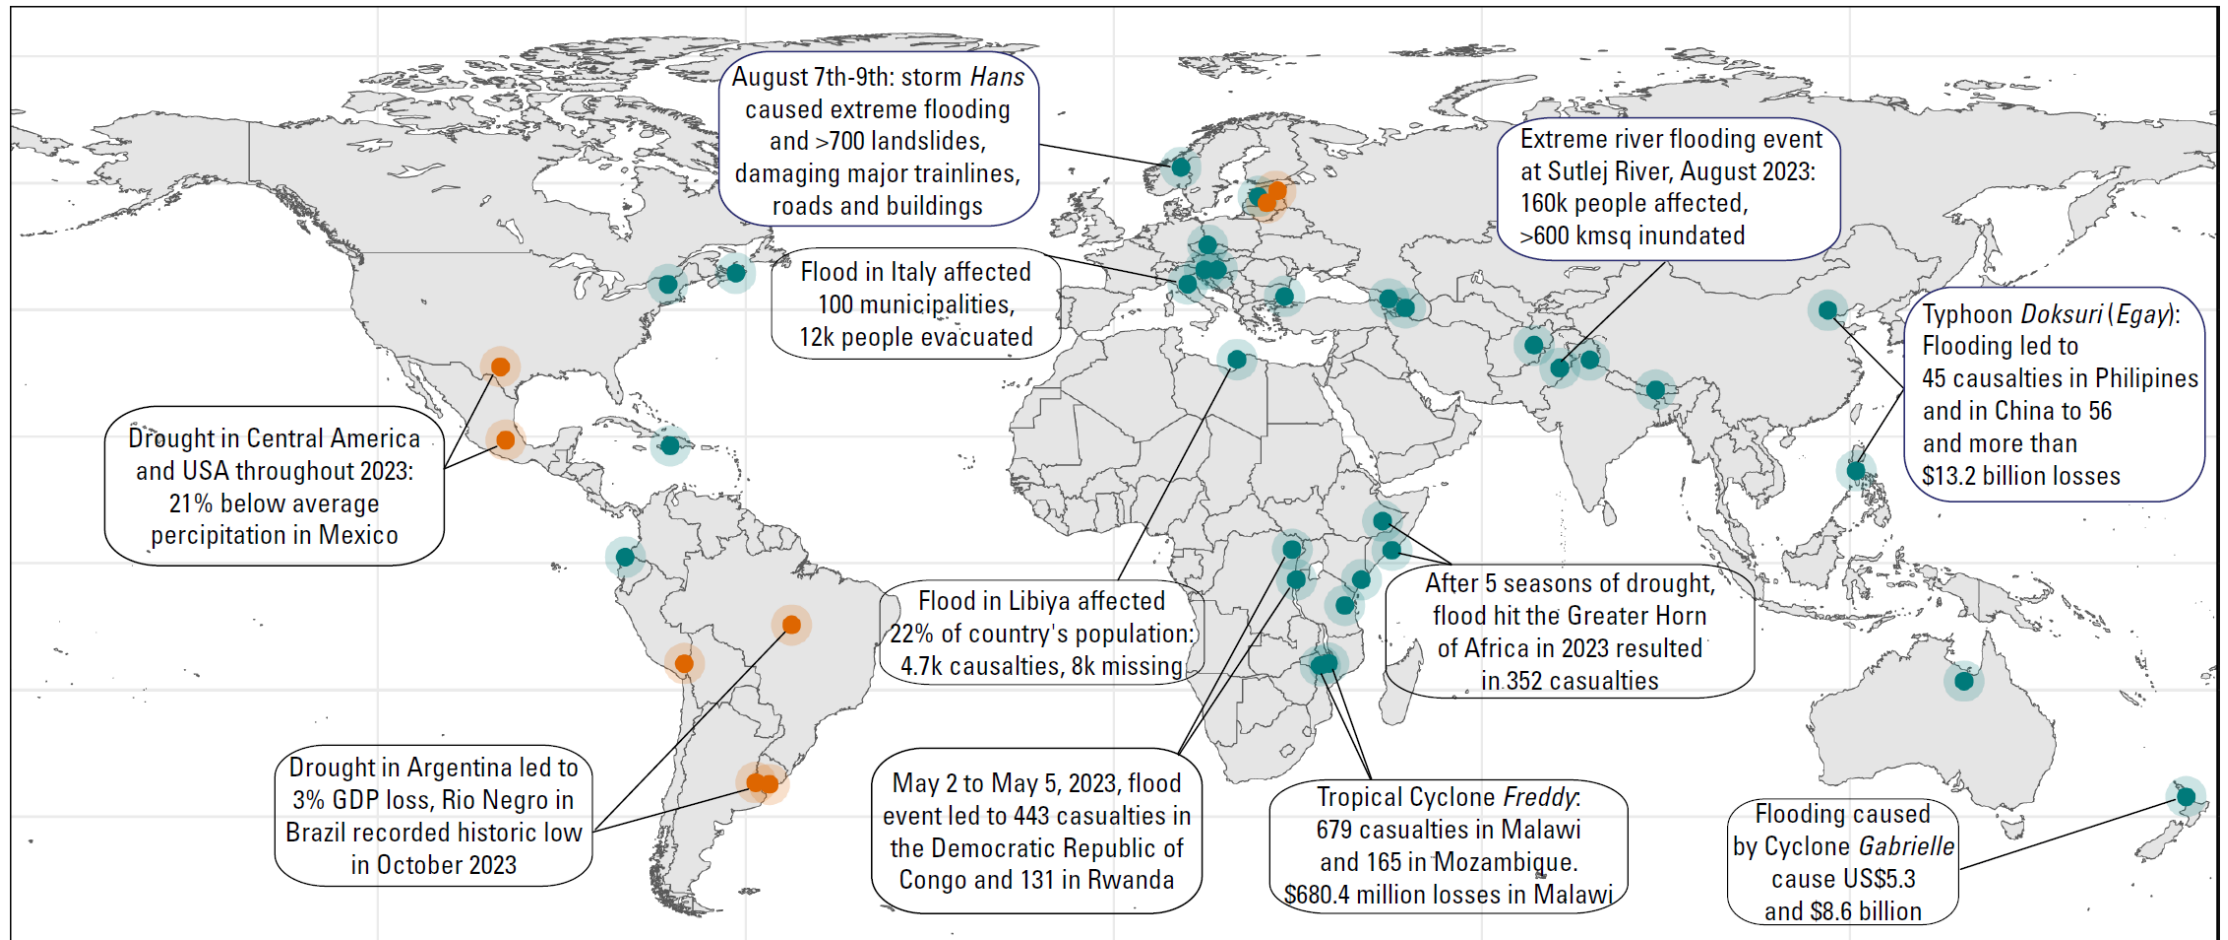 August 7th-9th: storm Hans
caused extreme flooding
and >700 landslides,
damaging major trainlines,
roads and buildings
Extreme river flooding event
at Sutlej River, August 2023:
160k people affected,
>600 kmsq inundated
Flood in Italy affected
100 municipalities,
12k people evacuated
Typhoon Doksuri (Egay):
Flooding led to
45 causalties in Philipines
and in China to 56
and more than
$13.2 billion losses
Drought in Central America
and USA throughout 2023:
21% below average
percipitation in Mexico
Flood in Libiya affected
22% of country's population:
4.7k causalties, 8k missing
After 5 seasons of drought,
flood hit the Greater Horn
of Africa in 2023 resulted
in 352 casualties
Drought in Argentina led to
3% GDP loss, Rio Negro in
Brazil recorded historic low
in October 2023
May 2 to May 5, 2023, flood
event led to 443 casualties in
the Democratic Republic of
Congo and 131 in Rwanda
Tropical Cyclone Freddy:
679 casualties in Malawi
and 165 in Mozambique.
$680.4 million losses in Malawi
Flooding caused
by Cyclone Gabrielle
cause US$5.3
and $8.6 billion